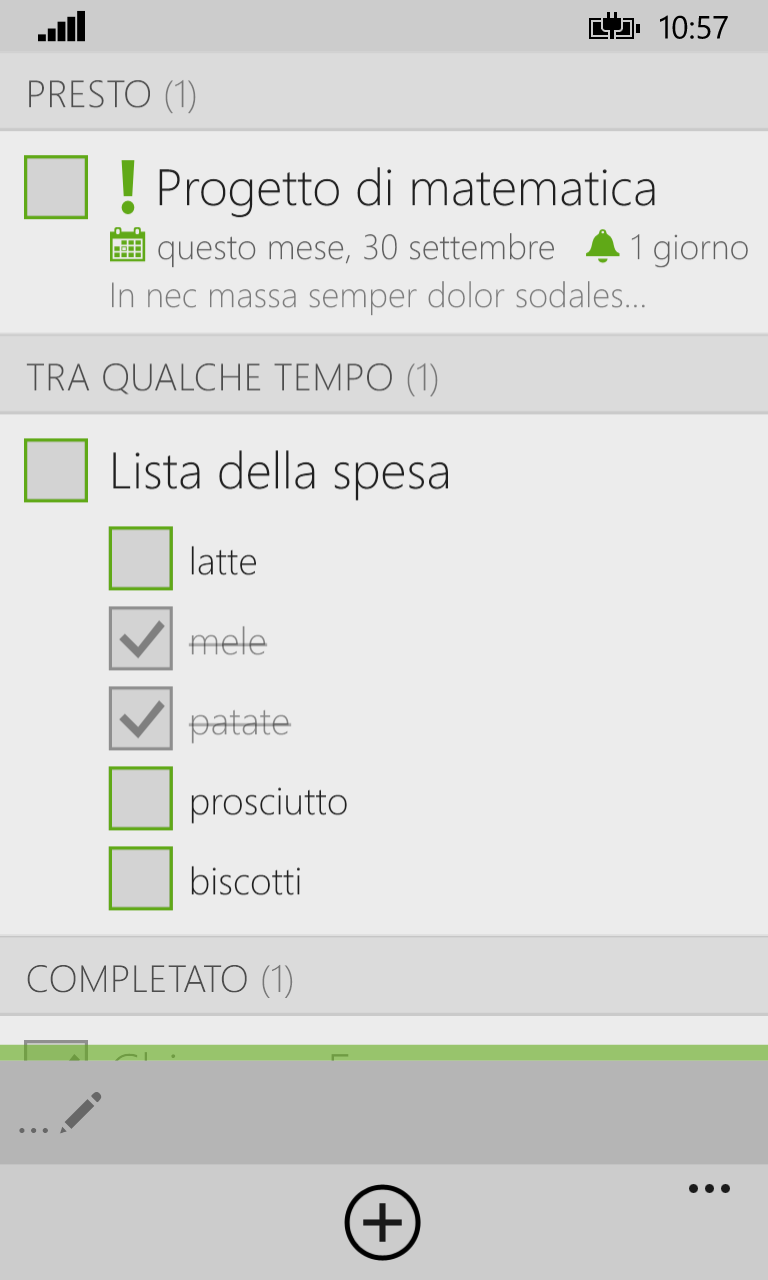 10:57
PRESTO (1)
Progetto di matematica
questo mese, 30 settembre 1 giorno
In nec massa semper dolor sodales...
TRA QUALCHE TEMPO (1)
Lista della spesa
latte
mele
patate
prosciutto
biscotti
COMPLETATO (1)
...